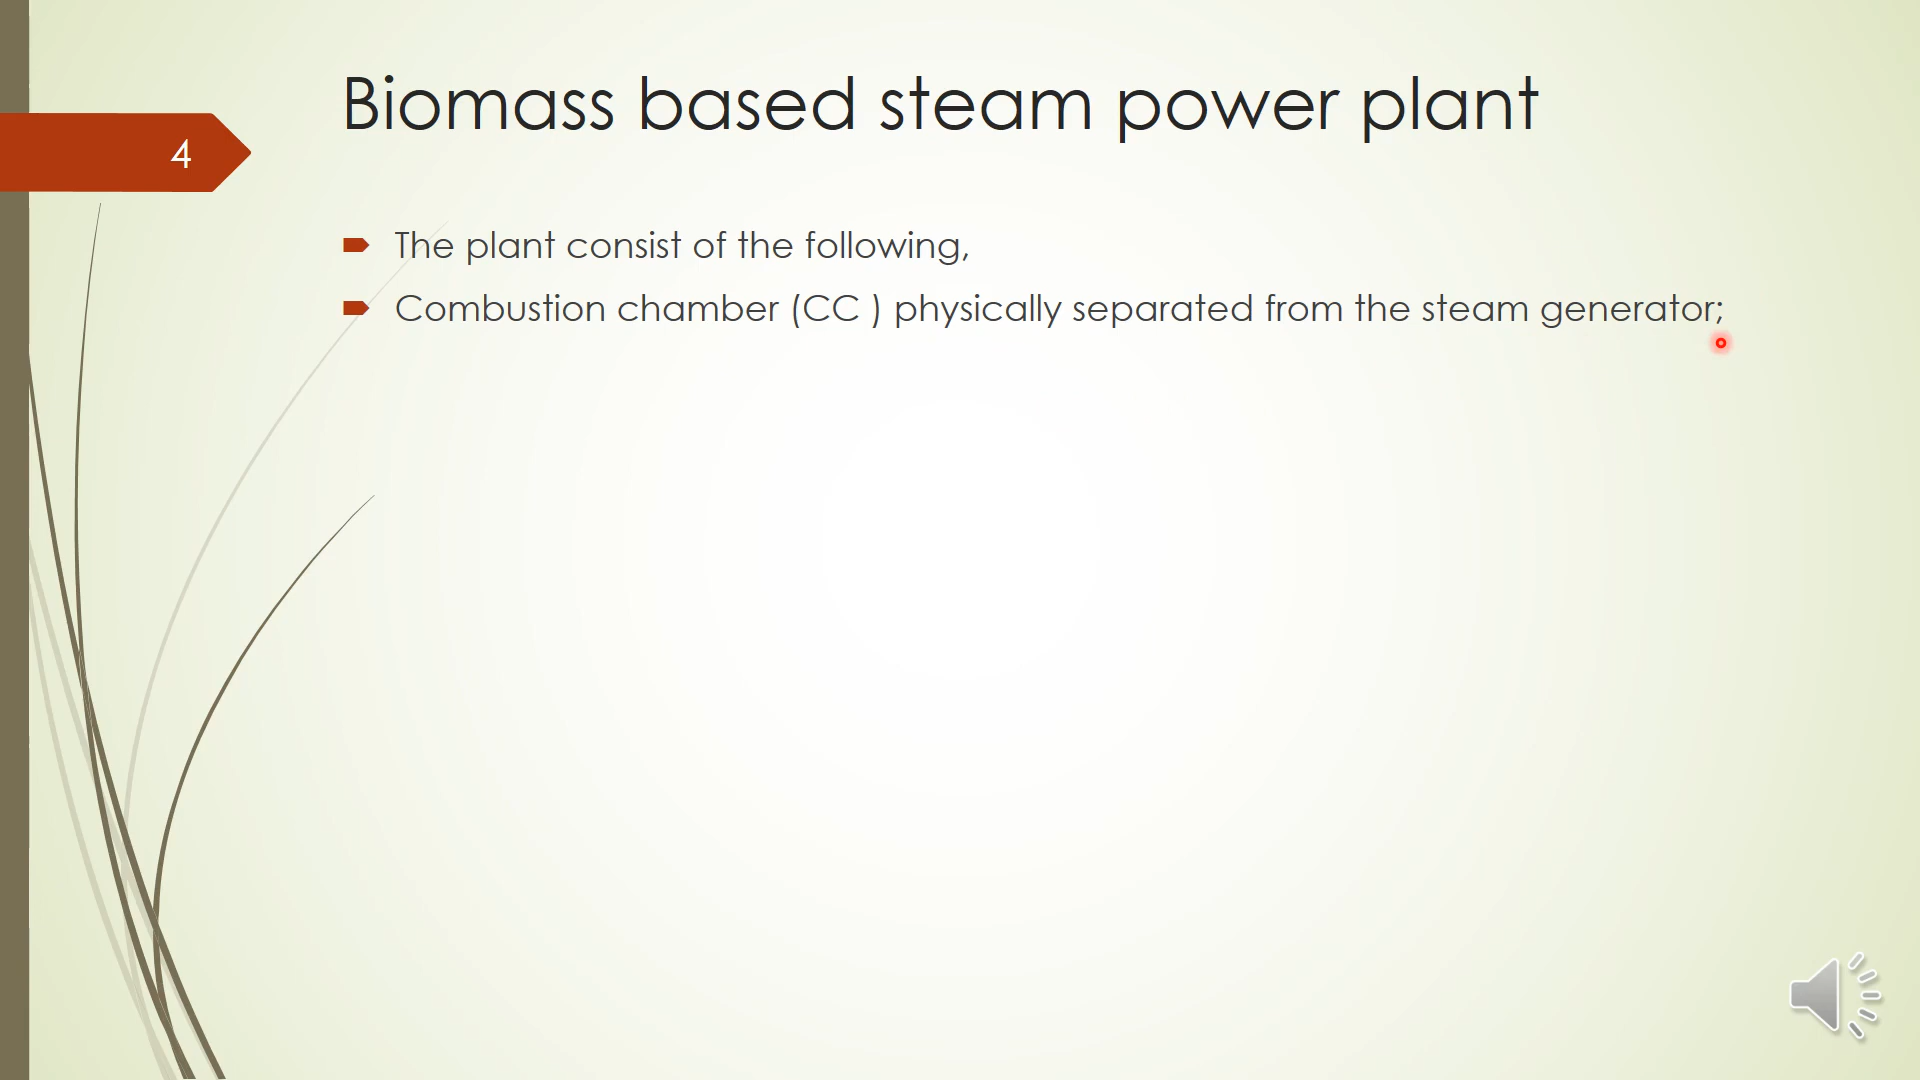 Biomass based steam power plant
4
The plant consist of the following,
Combustion chamber (CC ) physically separated from the steam generator;